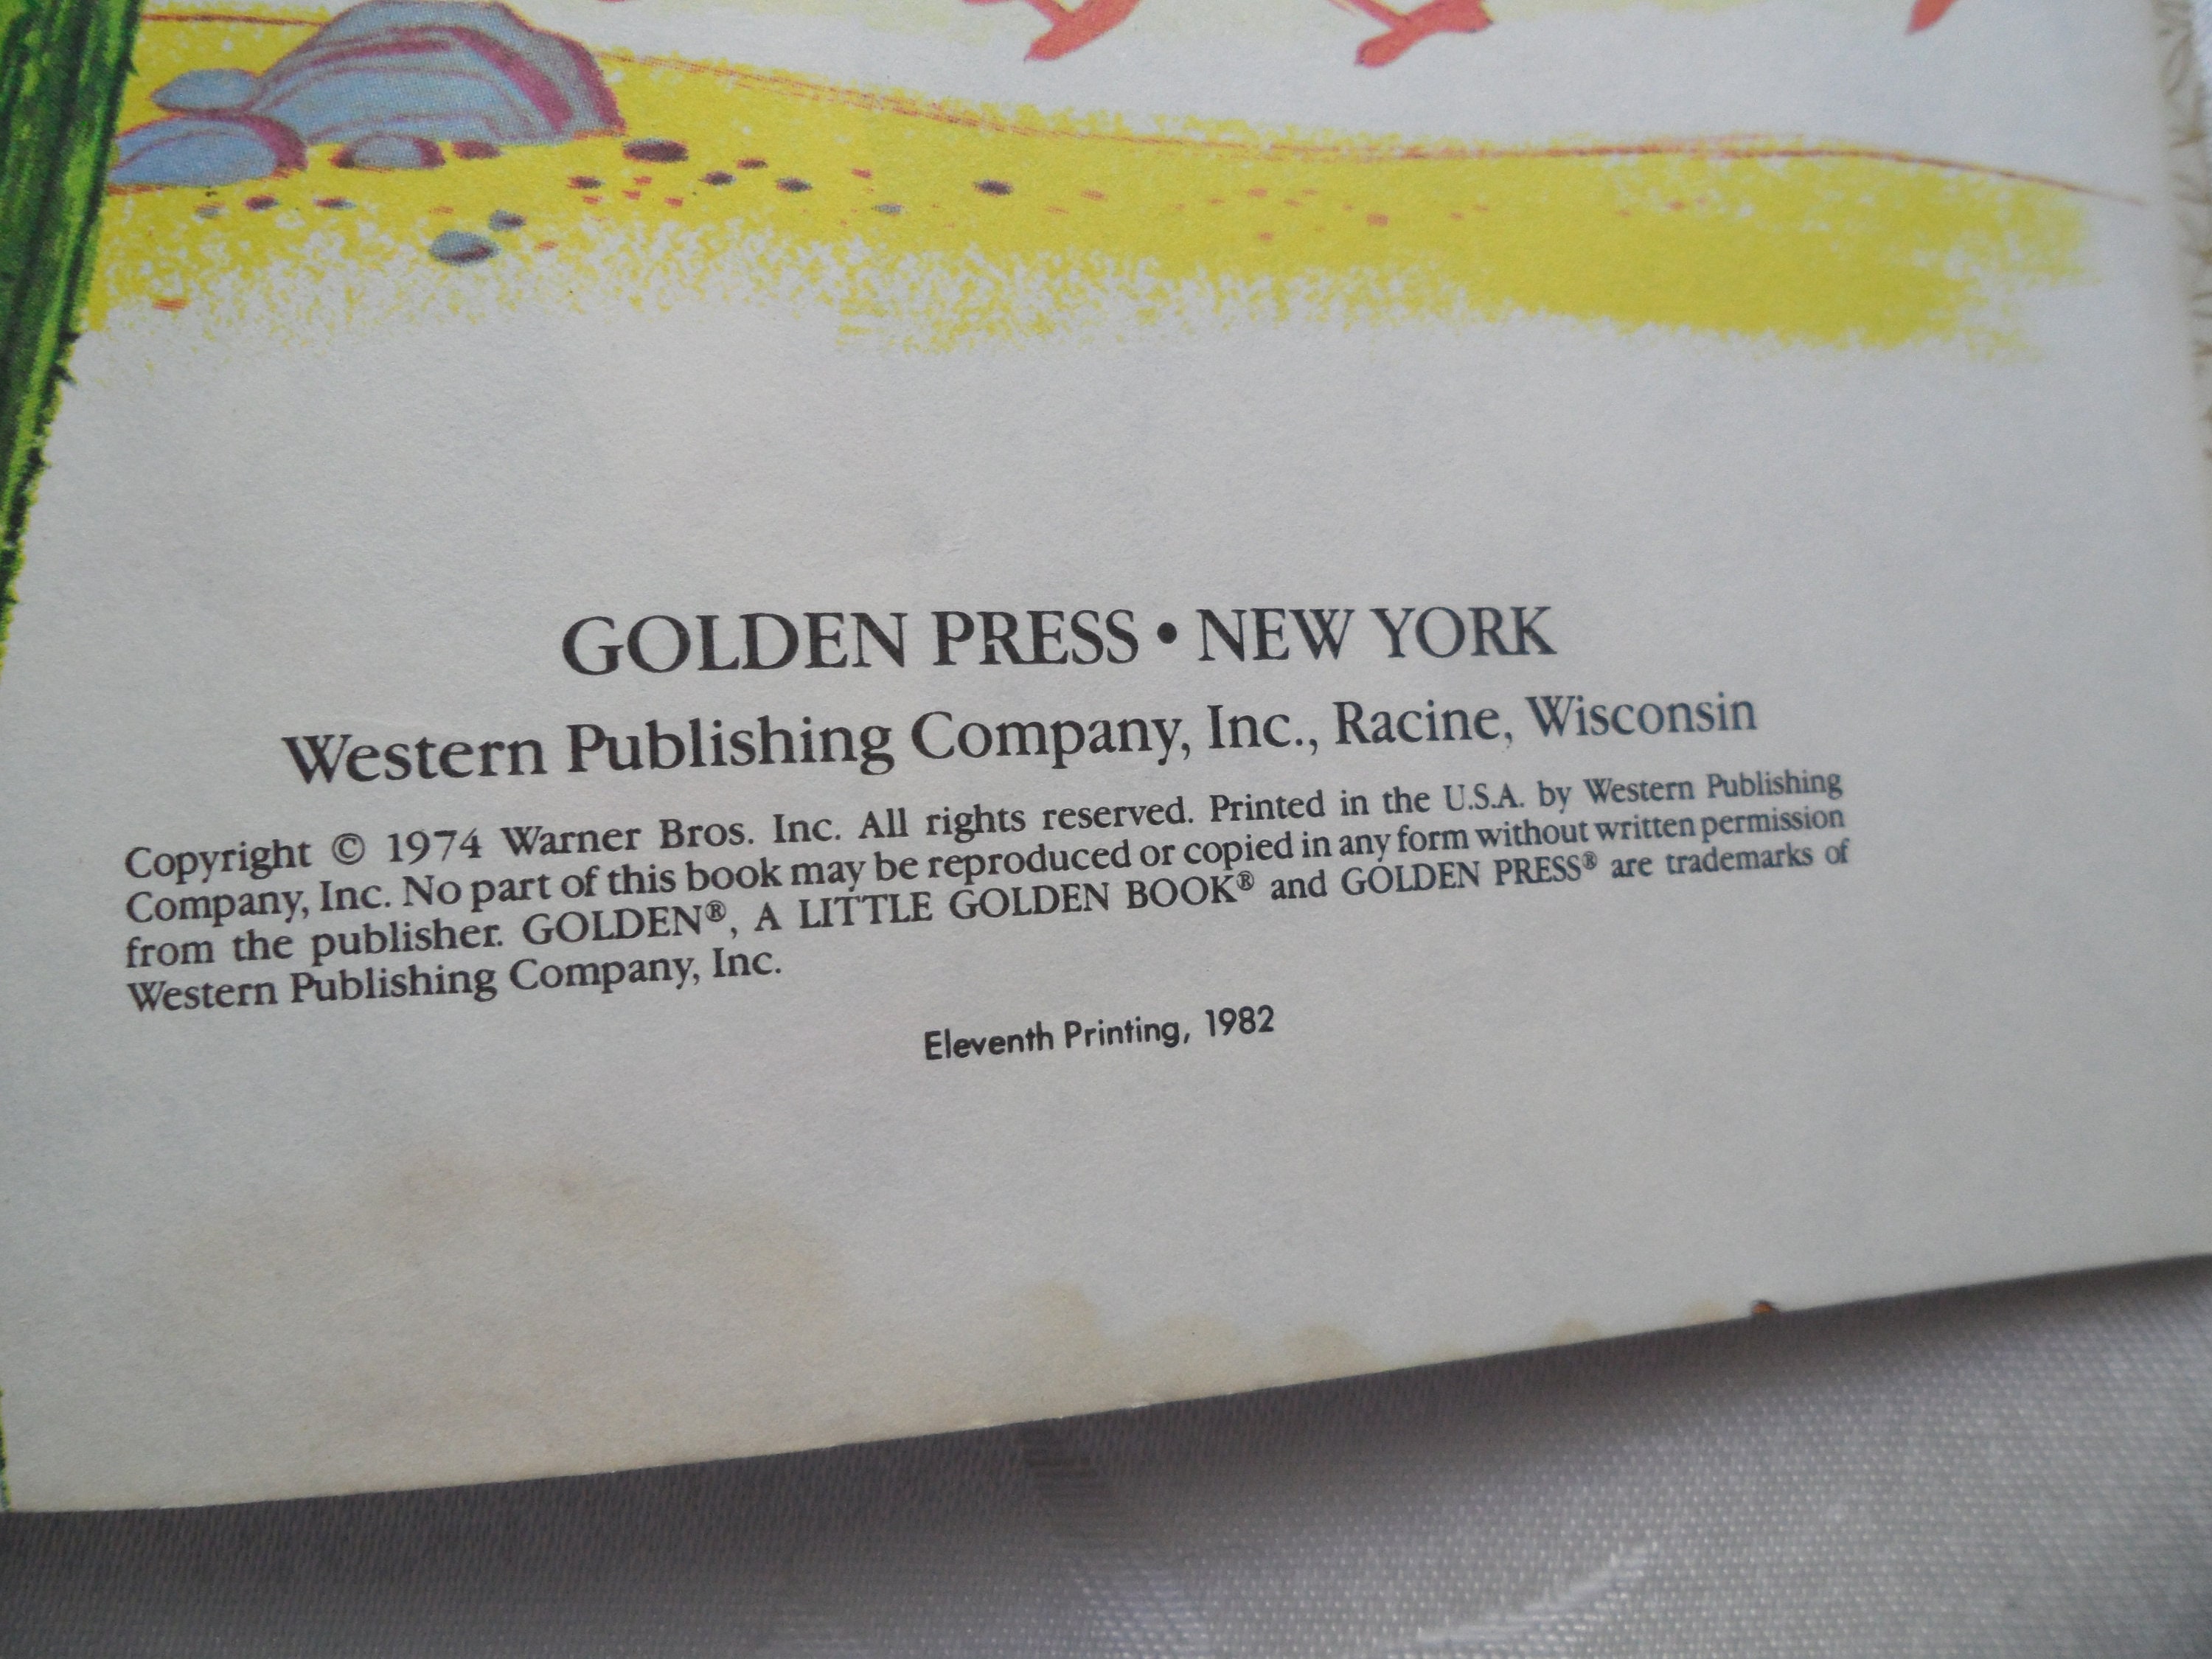 GOLDEN PRESS • NEW YORK
Western Publishing Company, Inc., Racine, Wisconsin
Copyright © 1974 Warner Bros. Inc. All rights reserved. Printed in the U.S.A. by Western Publishing
Company, Inc. No part of this book may be reproduced or copied in any form without written permission
from the publisher. GOLDEN®, A LITTLE GOLDEN BOOK® and GOLDEN PRESS® are trademarks of
Western Publishing Company, Inc.
Eleventh Printing, 1982